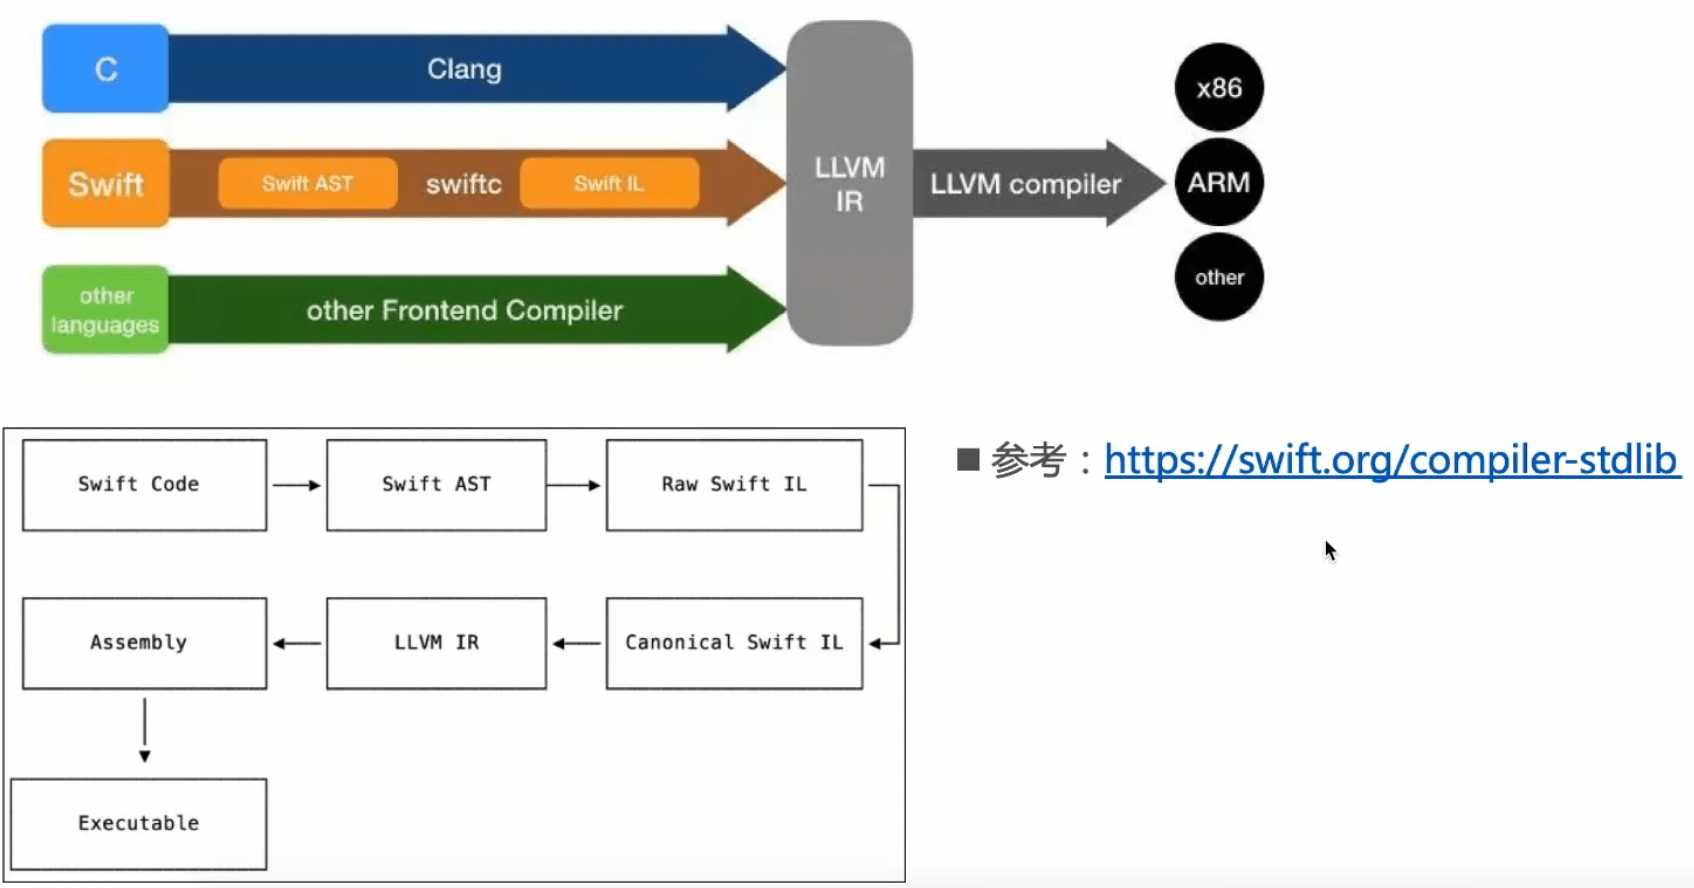 C
Clang
Swift
Swift AST
swiftc
Swift IL
other
languages
other Frontend Compiler
LLVM
IR
LLVM compiler
x86
ARM
other
Swift Code
Swift AST
Raw Swift IL
Assembly
LLVM IR
Canonical Swift IL
Executable
■ 参考：https://swift.org/compiler-stdlib